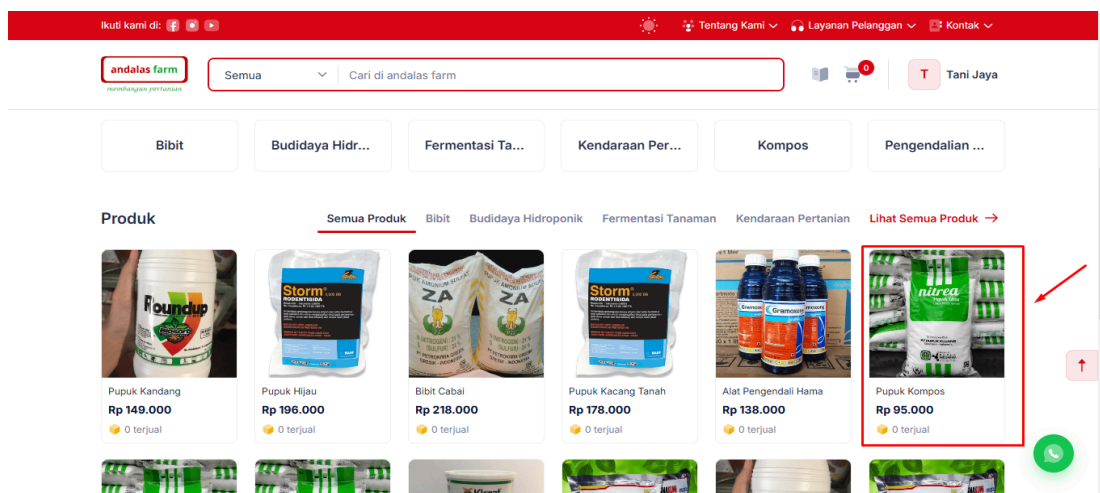 Ikuti kami di:
Tentang Kami
Layanan Pelanggan
Kontak
andalas farm
membangun pertanian
Semua
Cari di andalas farm
0
T
Tani Jaya
Bibit
Budidaya Hidr...
Fermentasi Ta...
Kendaraan Per...
Kompos
Pengendalian ...
Produk
Semua Produk
Bibit
Budidaya Hidroponik
Fermentasi Tanaman
Kendaraan Pertanian
Lihat Semua Produk →
Roundup
Storm
RODENTISIDA
ZA
ZA
Storm
RODENTISIDA
Gramoxone
nitrea
Pupuk Urea
Pupuk Kandang
Rp 149.000
0 terjual
Pupuk Hijau
Rp 196.000
0 terjual
Bibit Cabai
Rp 218.000
0 terjual
Pupuk Kacang Tanah
Rp 178.000
0 terjual
Alat Pengendali Hama
Rp 138.000
0 terjual
Pupuk Kompos
Rp 95.000
0 terjual